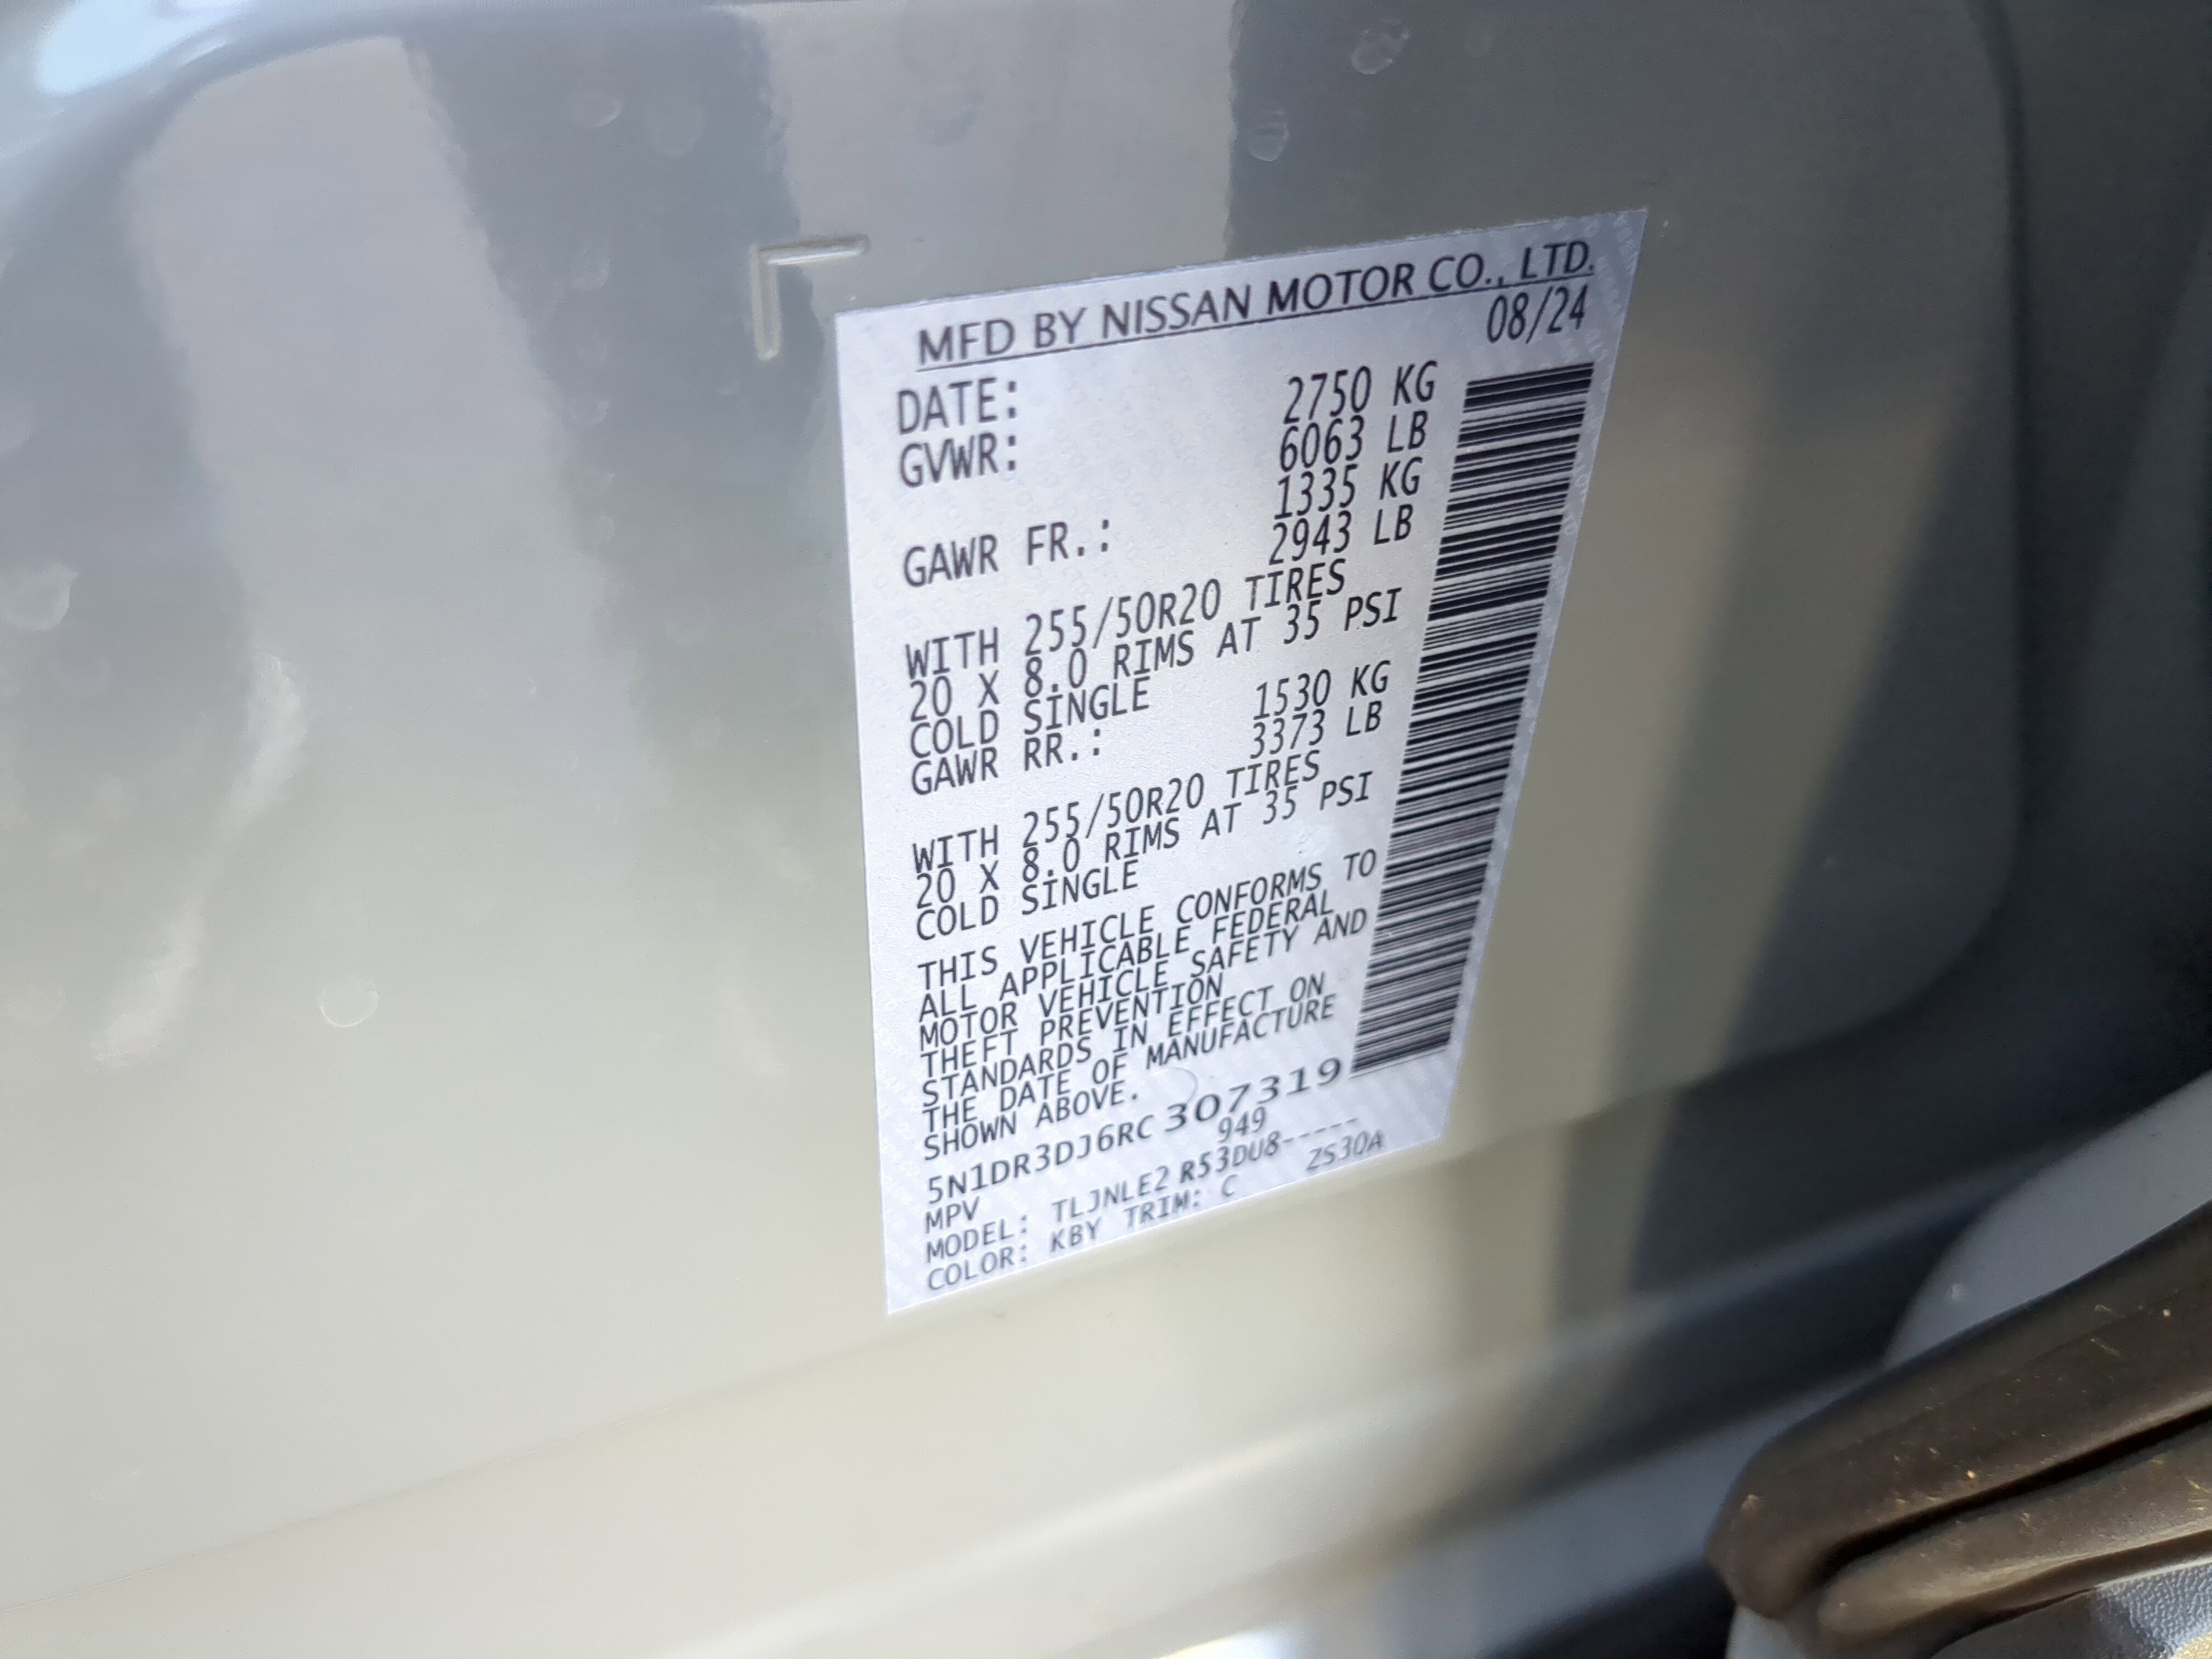 MFD BY NISSAN MOTOR CO., LTD.
DATE: 08/24
GVWR: 2750 KG
6063 LB
GAWR FR.: 1335 KG
2943 LB
WITH 255/50R20 TIRES
20 X 8.0 RIMS AT 35 PSI
COLD SINGLE
GAWR RR.: 1530 KG
3373 LB
WITH 255/50R20 TIRES
20 X 8.0 RIMS AT 35 PSI
COLD SINGLE
THIS VEHICLE CONFORMS TO
ALL APPLICABLE FEDERAL
MOTOR VEHICLE SAFETY AND
THEFT PREVENTION
STANDARDS IN EFFECT ON
THE DATE OF MANUFACTURE
SHOWN ABOVE.
5N1DR3DJ6RC 307319
MPV 949
MODEL: TLJNLE2 R53DU8-----
COLOR: KBY TRIM: C ZS30A